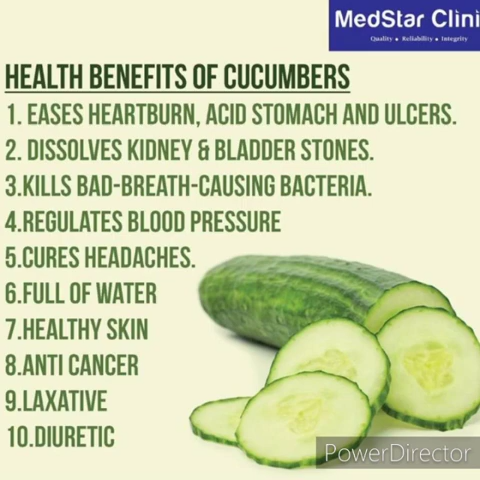 MedStar Clini
Quality • Reliability • Integrity
HEALTH BENEFITS OF CUCUMBERS
1. EASES HEARTBURN, ACID STOMACH AND ULCERS.
2. DISSOLVES KIDNEY & BLADDER STONES.
3.KILLS BAD-BREATH-CAUSING BACTERIA.
4.REGULATES BLOOD PRESSURE
5.CURES HEADACHES.
6.FULL OF WATER
7.HEALTHY SKIN
8.ANTI CANCER
9.LAXATIVE
10.DIURETIC
PowerDirector